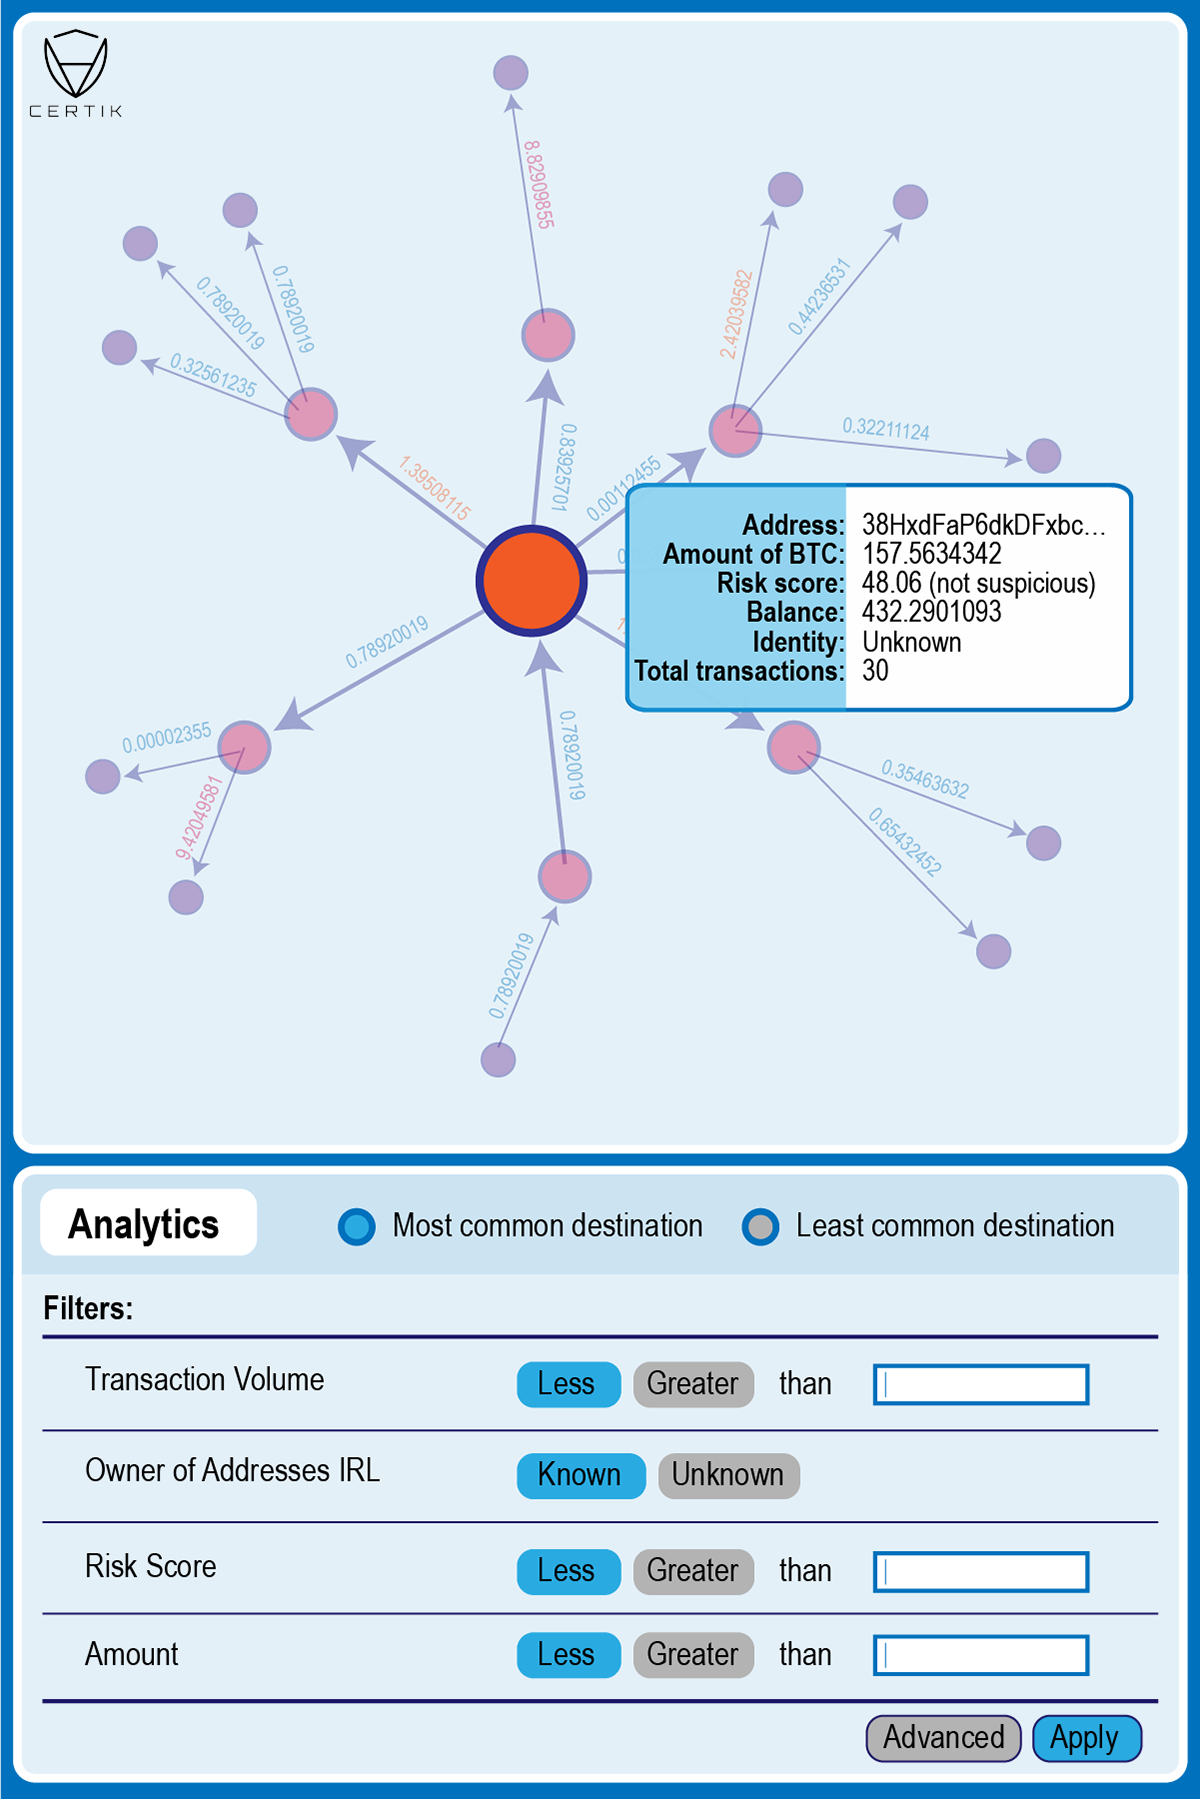 CERTIK
8.82909855
0.78920019
0.78920019
0.32561235
2.42039582
0.44236531
0.32211124
1.39508115
0.83925701
0.00112455
Address: 38HxdFaP6dkDFxbc...
Amount of BTC: 157.5634342
Risk score: 48.06 (not suspicious)
Balance: 432.2901093
Identity: Unknown
Total transactions: 30
0.78920019
0.00002355
9.42049581
0.78920019
0.35463632
0.65432452
0.78920019
Analytics
Most common destination
Least common destination
Filters:
Transaction Volume Less Greater than
Owner of Addresses IRL Known Unknown
Risk Score Less Greater than
Amount Less Greater than
Advanced Apply